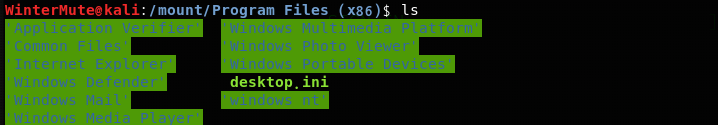 WinterMute@kali:/mount/Program Files (x86)$ ls
'Application Verifier' 'Windows Multimedia Platform'
'Common Files' 'Windows Photo Viewer'
'Internet Explorer' 'Windows Portable Devices'
'Windows Defender' desktop.ini
'Windows Mail' 'windows nt'
'Windows Media Player'